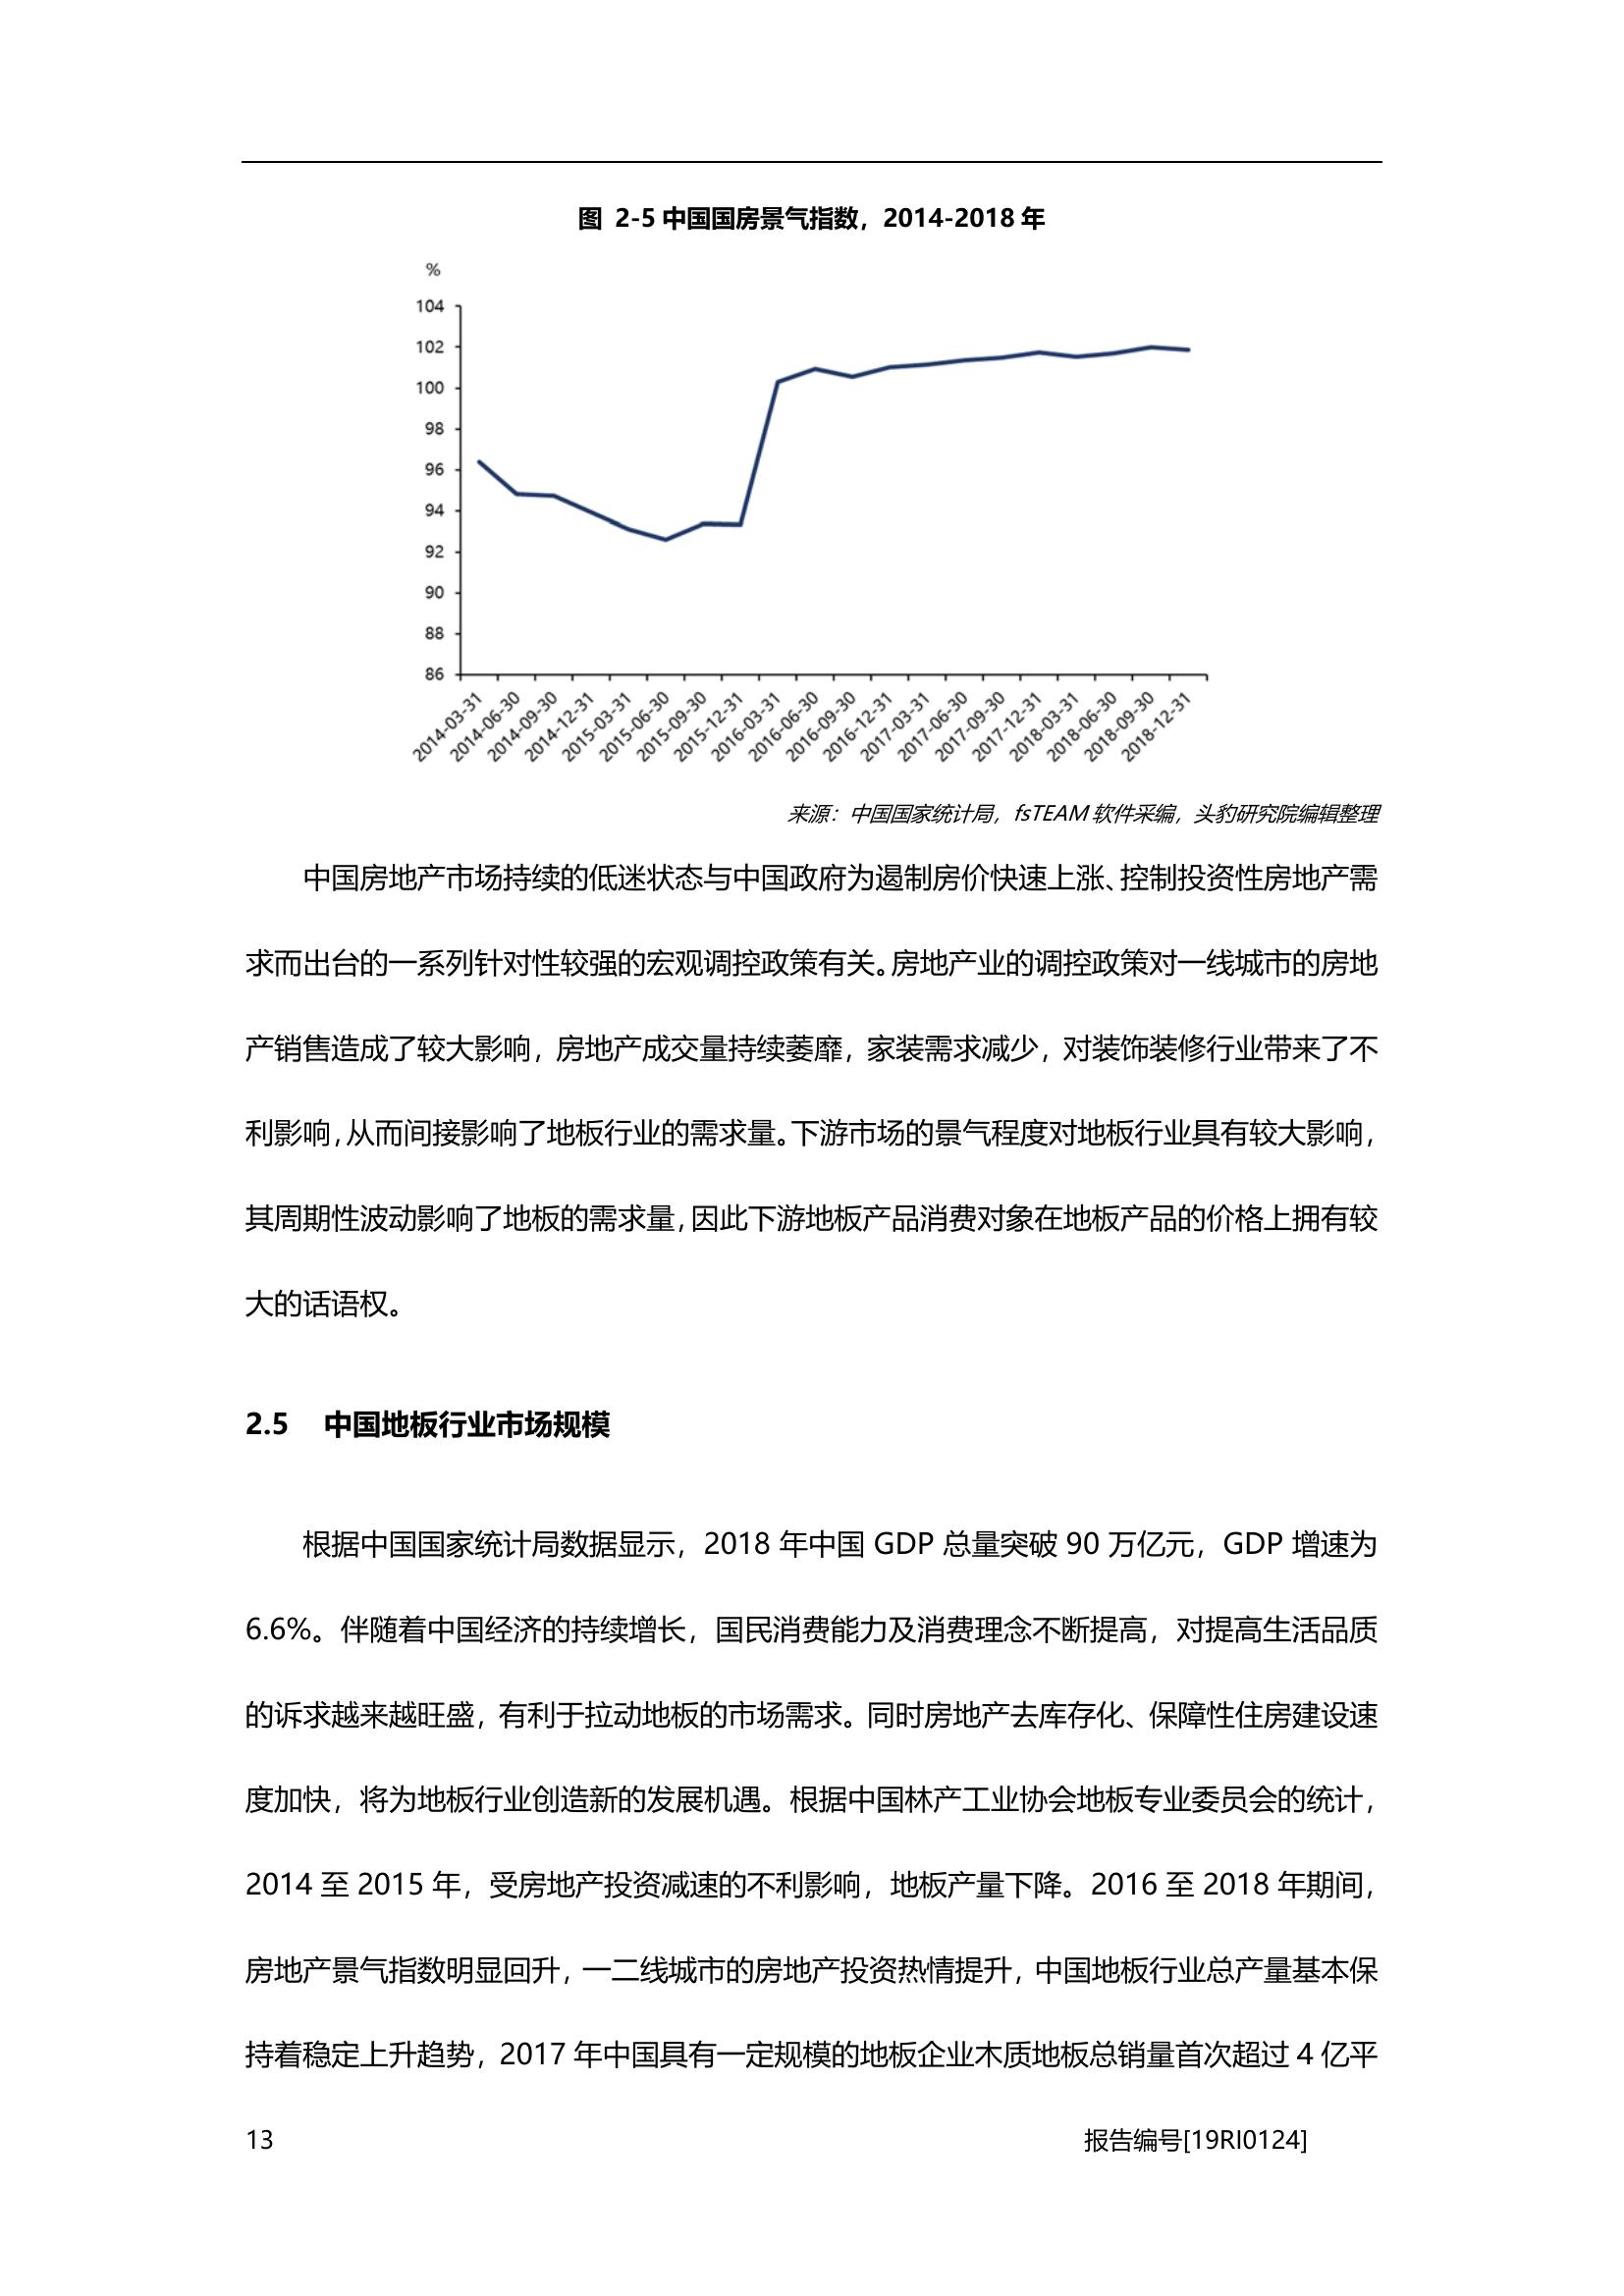 图 2-5 中国国房景气指数，2014-2018 年
%
104
102
100
98
96
94
92
90
88
86
2014-03-31
2014-06-30
2014-09-30
2014-12-31
2015-03-31
2015-06-30
2015-09-30
2015-12-31
2016-03-31
2016-06-30
2016-09-30
2016-12-31
2017-03-31
2017-06-30
2017-09-30
2017-12-31
2018-03-31
2018-06-30
2018-09-30
2018-12-31
来源：中国国家统计局，fsTEAM 软件采编，头豹研究院编辑整理
中国房地产市场持续的低迷状态与中国政府为遏制房价快速上涨、控制投资性房地产需
求而出台的一系列针对性较强的宏观调控政策有关。房地产业的调控政策对一线城市的房地
产销售造成了较大影响，房地产成交量持续萎靡，家装需求减少，对装饰装修行业带来了不
利影响，从而间接影响了地板行业的需求量。下游市场的景气程度对地板行业具有较大影响，
其周期性波动影响了地板的需求量，因此下游地板产品消费对象在地板产品的价格上拥有较
大的话语权。
2.5 中国地板行业市场规模
根据中国国家统计局数据显示，2018 年中国 GDP 总量突破 90 万亿元，GDP 增速为
6.6%。伴随着中国经济的持续增长，国民消费能力及消费理念不断提高，对提高生活品质
的诉求越来越旺盛，有利于拉动地板的市场需求。同时房地产去库存化、保障性住房建设速
度加快，将为地板行业创造新的发展机遇。根据中国林产工业协会地板专业委员会的统计，
2014 至 2015 年，受房地产投资减速的不利影响，地板产量下降。2016 至 2018 年期间，
房地产景气指数明显回升，一二线城市的房地产投资热情提升，中国地板行业总产量基本保
持着稳定上升趋势，2017 年中国具有一定规模的地板企业木质地板总销量首次超过 4 亿平
13
报告编号[19RI0124]